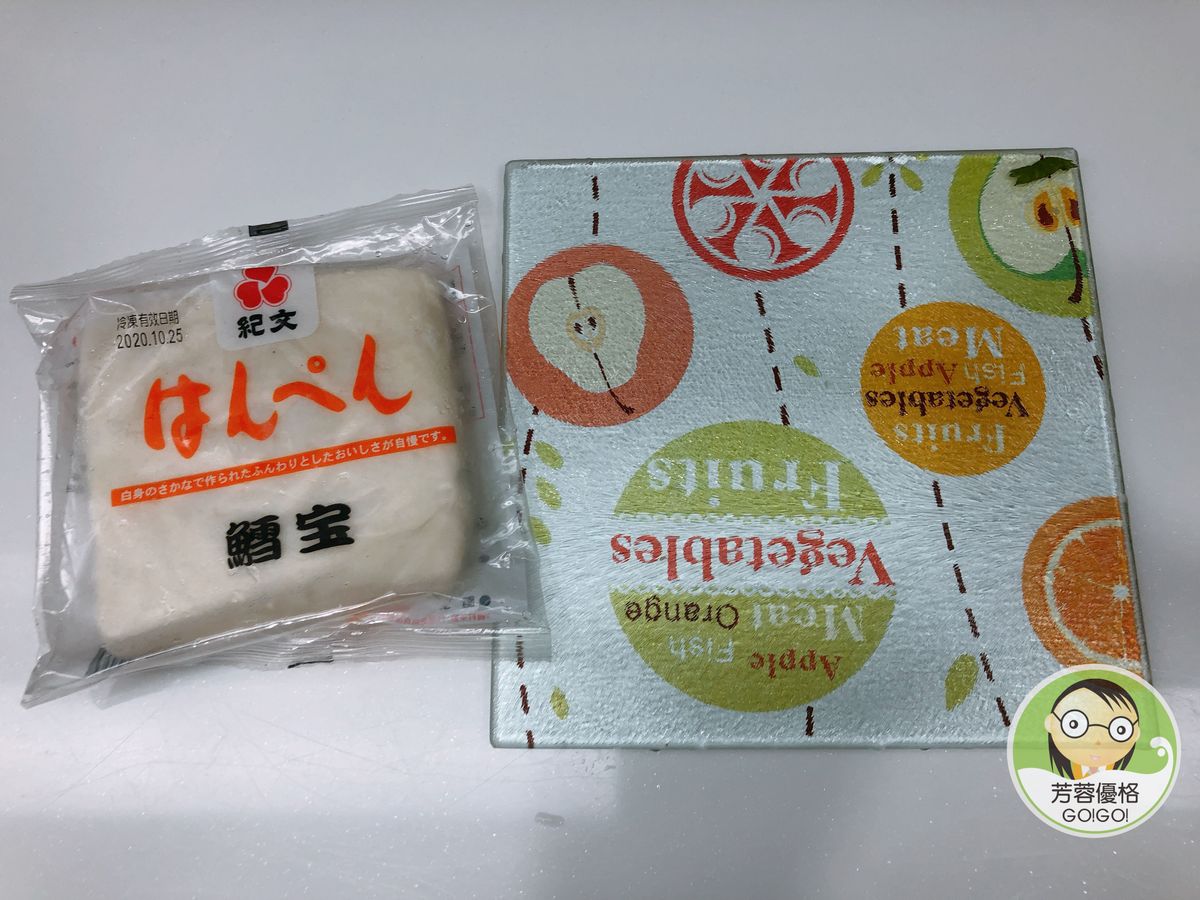 紀文
冷凍有效日期
2020.10.25
はんぺん
白身のさかなで作られたふんわりとしたおいしさが自慢です。
鱈宝
Fruits
Vegetables
Fish Apple
Meat
Fruits
Vegetables
Meat Orange
Fish
Apple
芳蓉優格
GO!GO!